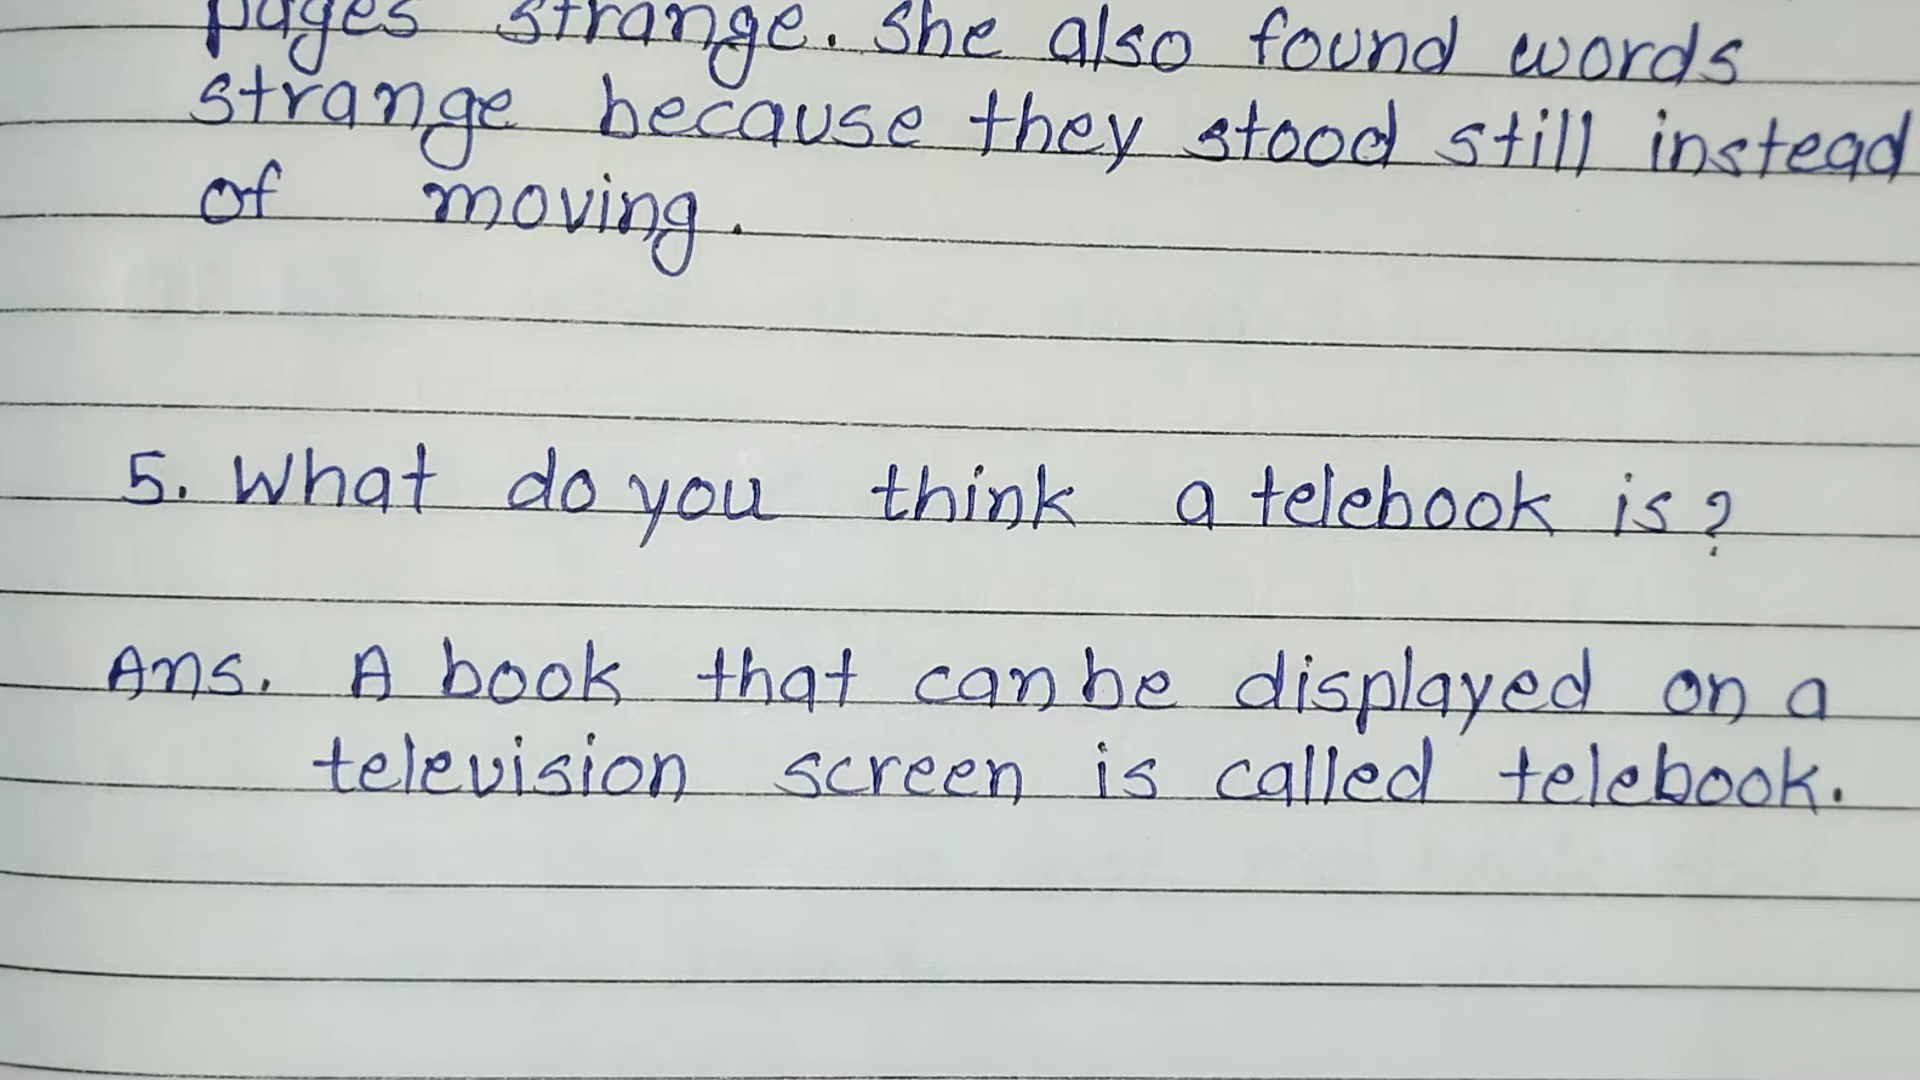 pages strange. She also found words
strange because they stood still instead
of moving.
5. What do you think a telebook is?
Ans. A book that can be displayed on a
television screen is called telebook.